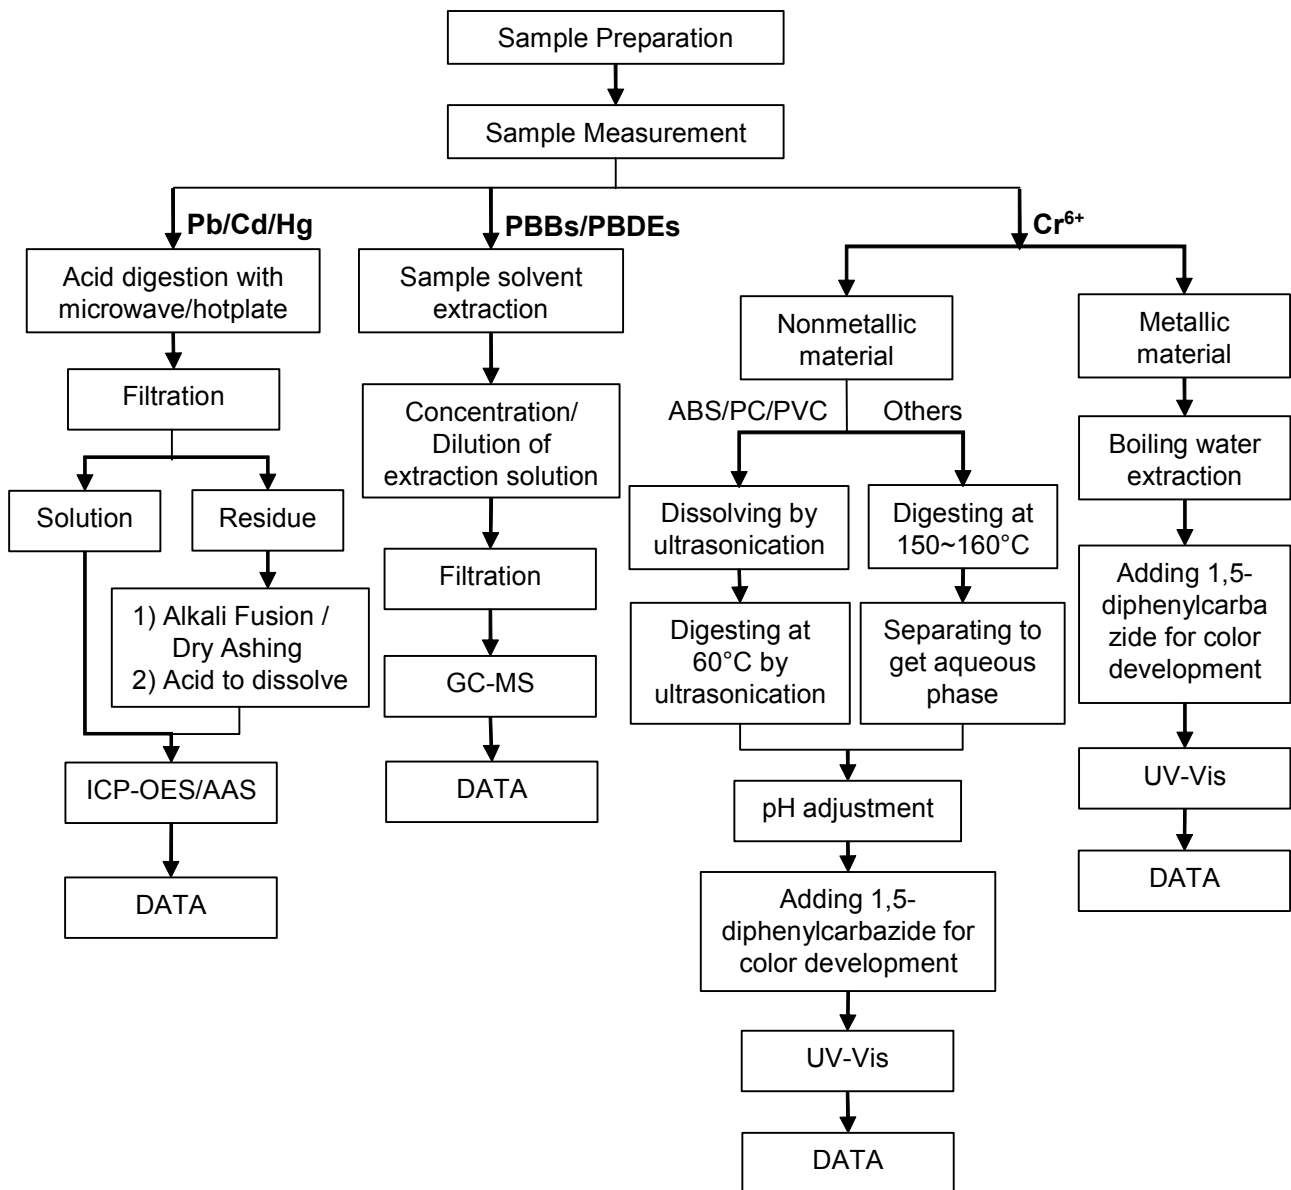 Sample Preparation
Sample Measurement
Pb/Cd/Hg
Acid digestion with
microwave/hotplate
Filtration
Solution
Residue
1) Alkali Fusion /
Dry Ashing
2) Acid to dissolve
ICP-OES/AAS
DATA
PBBs/PBDEs
Sample solvent
extraction
Concentration/
Dilution of
extraction solution
Filtration
GC-MS
DATA
Cr⁶⁺
Nonmetallic
material
ABS/PC/PVC
Others
Dissolving by
ultrasonication
Digesting at
60°C by
ultrasonication
Digesting at
150~160°C
Separating to
get aqueous
phase
pH adjustment
Adding 1,5-
diphenylcarbazide for
color development
UV-Vis
DATA
Metallic
material
Boiling water
extraction
Adding 1,5-
diphenylcarba
zide for color
development
UV-Vis
DATA